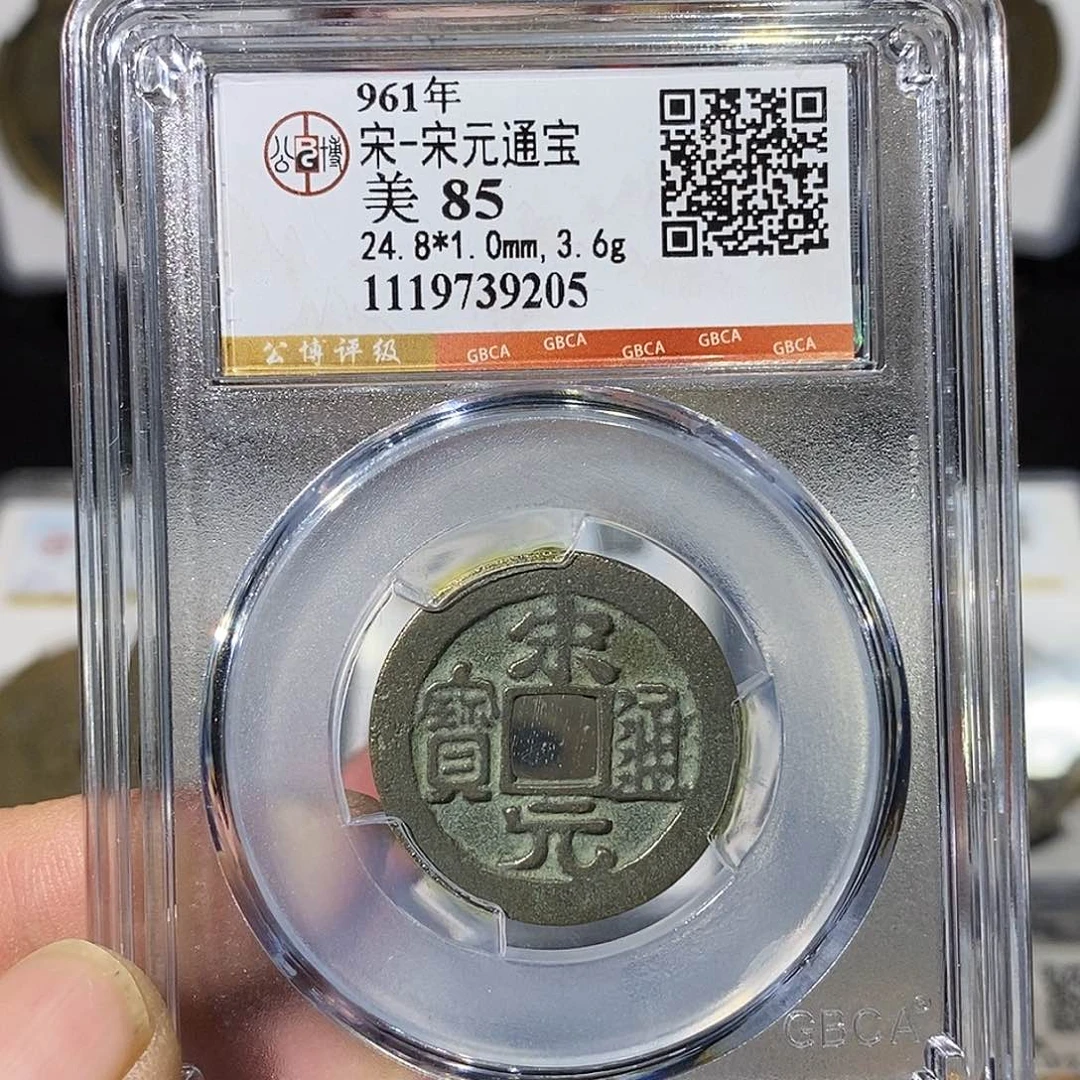 961年
公博
宋-宋元通宝
美 85
24.8*1.0mm, 3.6g
1119739205
公博评级 GBCA GBCA GBCA GBCA GBCA
宋
寶 通
元
GBCA